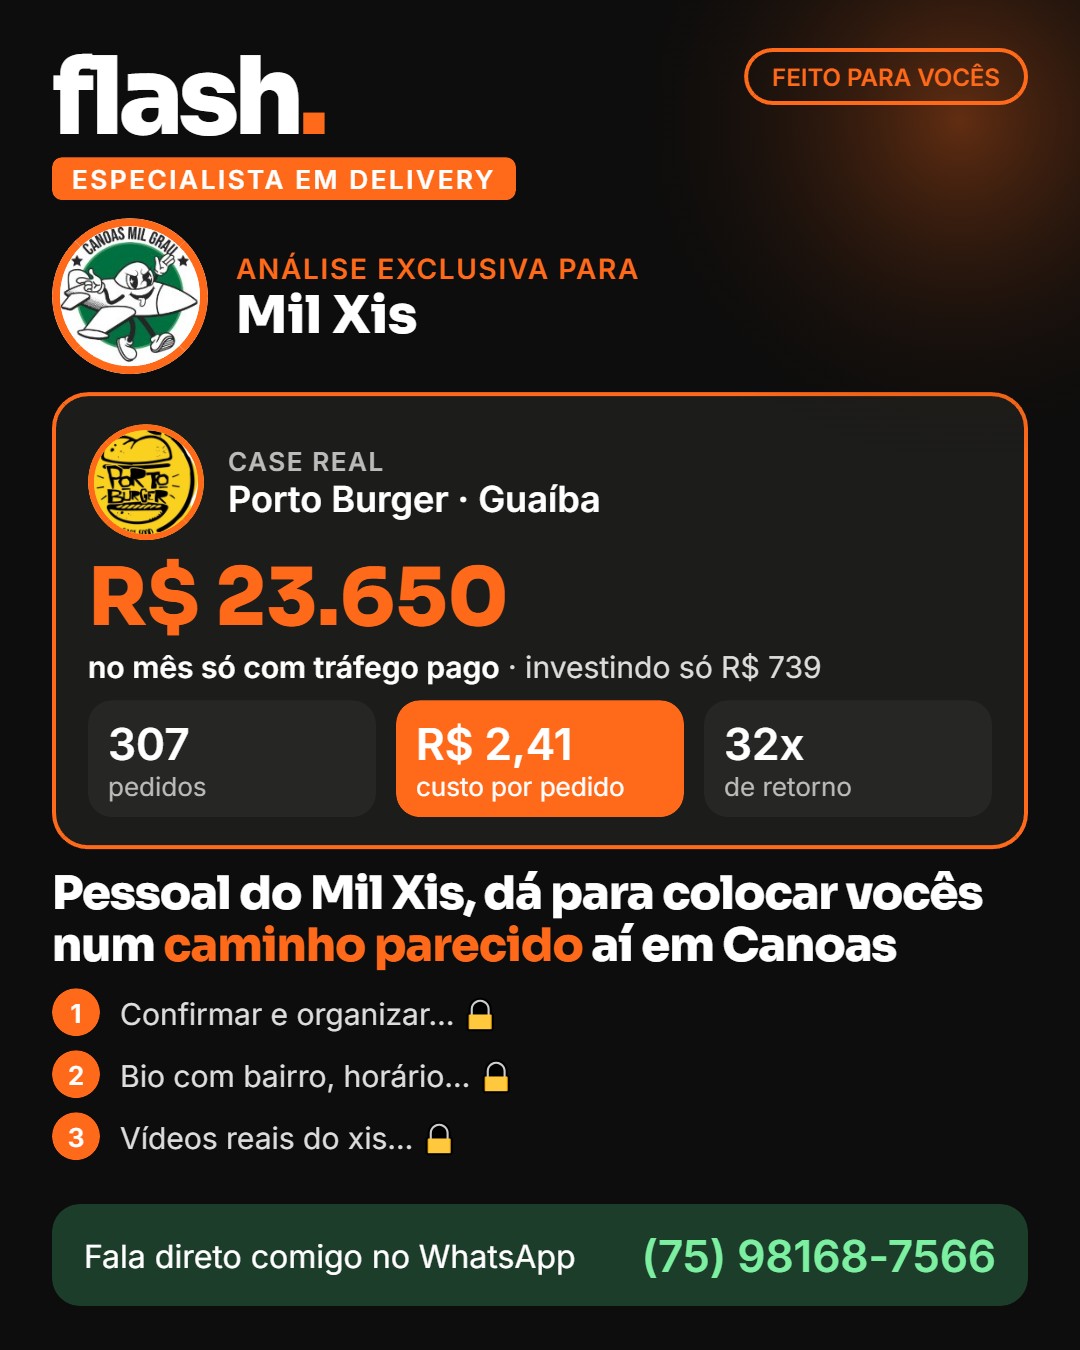 flash.
FEITO PARA VOCÊS
ESPECIALISTA EM DELIVERY
CANOAS MIL GRAU
ANÁLISE EXCLUSIVA PARA
Mil Xis
PORTO
BURGER
CASE REAL
Porto Burger · Guaíba
R$ 23.650
no mês só com tráfego pago · investindo só R$ 739
307
pedidos
R$ 2,41
custo por pedido
32x
de retorno
Pessoal do Mil Xis, dá para colocar vocês
num caminho parecido aí em Canoas
1 Confirmar e organizar... 🔒
2 Bio com bairro, horário... 🔒
3 Vídeos reais do xis... 🔒
Fala direto comigo no WhatsApp (75) 98168-7566